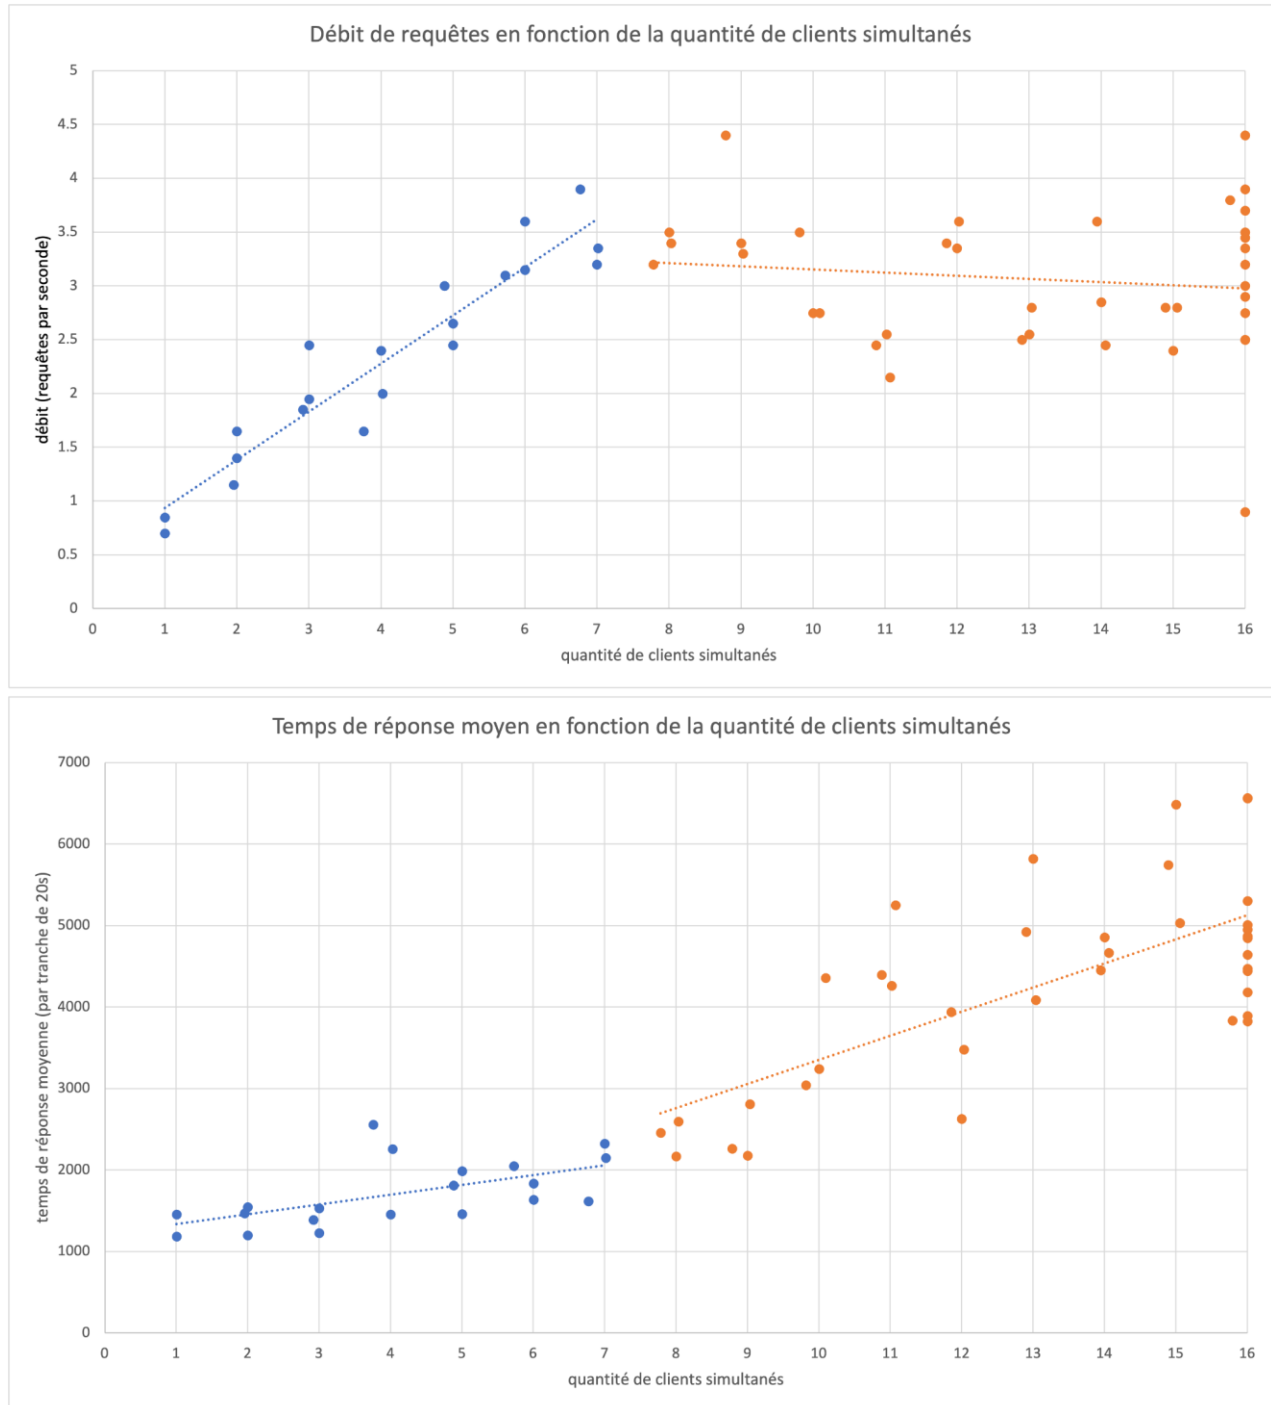 Débit de requêtes en fonction de la quantité de clients simultanés
débit (requêtes par seconde)
5
4.5
4
3.5
3
2.5
2
1.5
1
0.5
0
0 1 2 3 4 5 6 7 8 9 10 11 12 13 14 15 16
quantité de clients simultanés
Temps de réponse moyen en fonction de la quantité de clients simultanés
temps de réponse moyenne (par tranche de 20s)
7000
6000
5000
4000
3000
2000
1000
0
0 1 2 3 4 5 6 7 8 9 10 11 12 13 14 15 16
quantité de clients simultanés